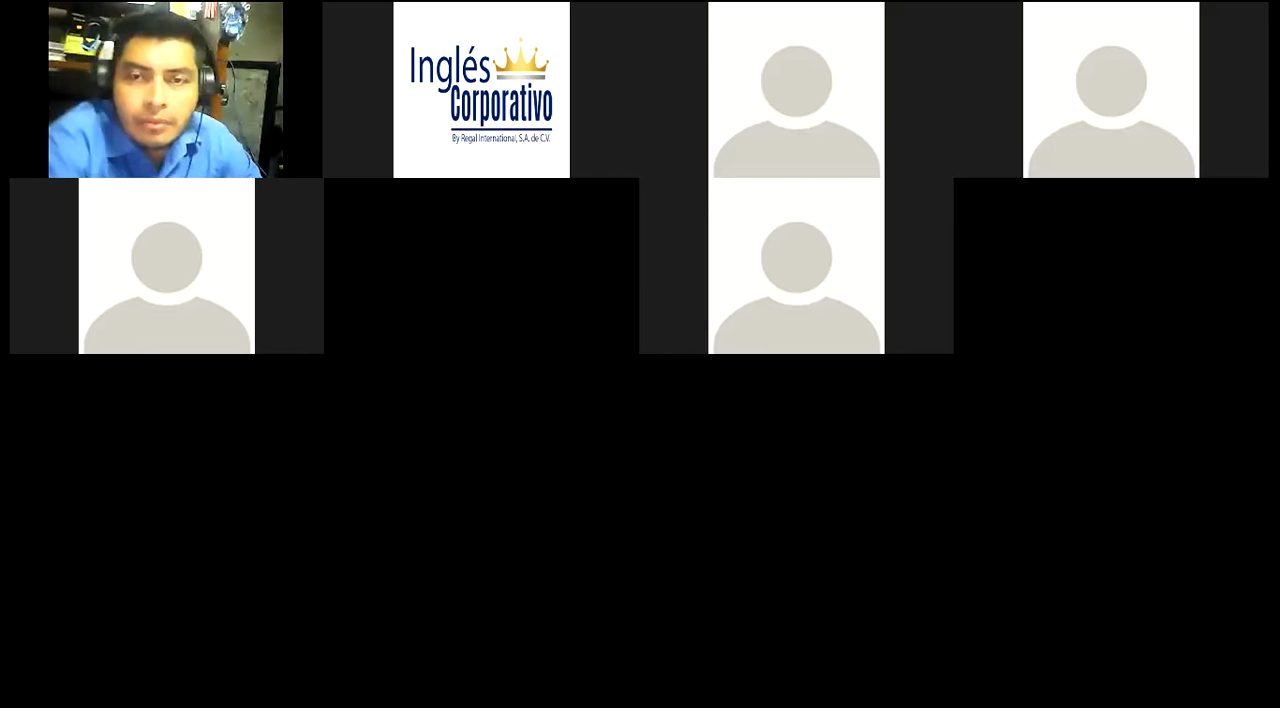 Inglés
Corporativo
By Regal International, S.A. de C.V.